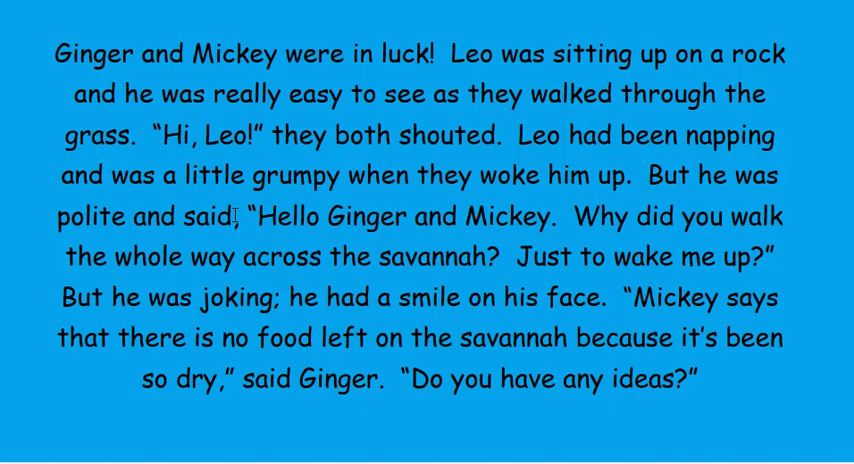 Ginger and Mickey were in luck!  Leo was sitting up on a rock
and he was really easy to see as they walked through the
grass.  “Hi, Leo!” they both shouted.  Leo had been napping
and was a little grumpy when they woke him up.  But he was
polite and said, “Hello Ginger and Mickey.  Why did you walk
the whole way across the savannah?  Just to wake me up?”
But he was joking; he had a smile on his face.  “Mickey says
that there is no food left on the savannah because it’s been
so dry,” said Ginger.  “Do you have any ideas?”